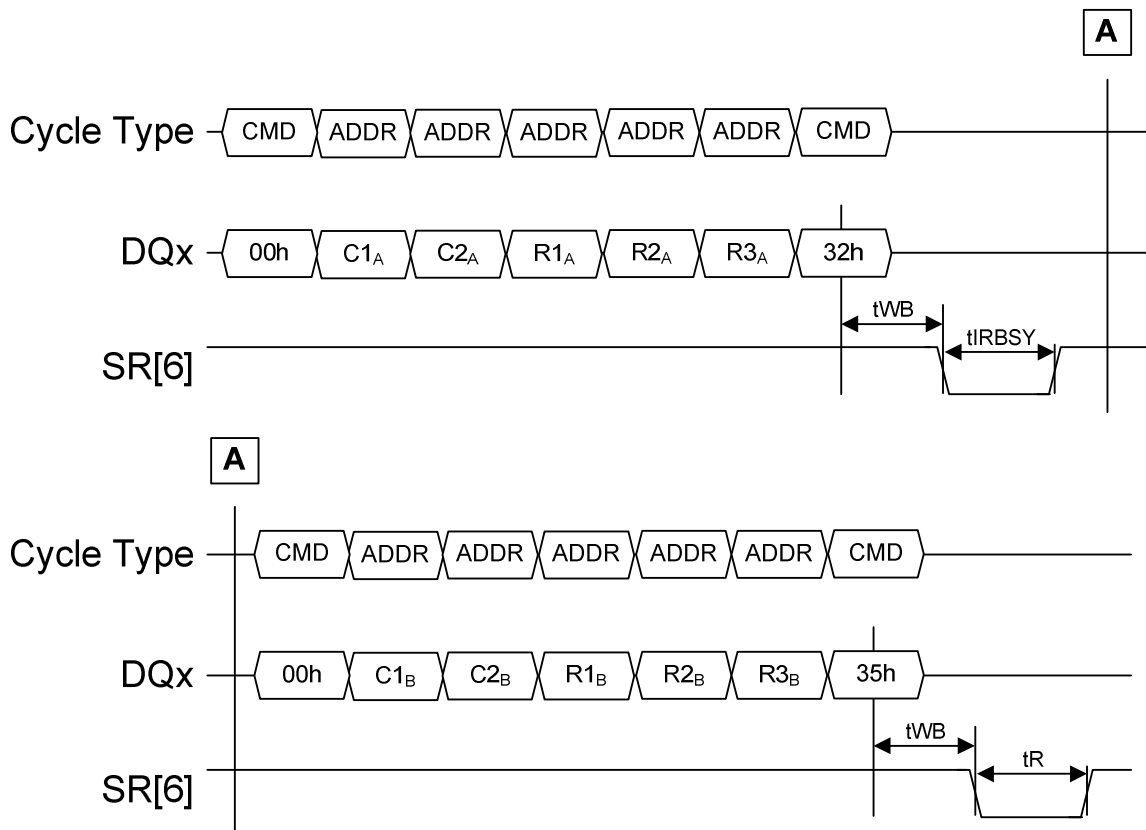 A
Cycle Type CMD ADDR ADDR ADDR ADDR ADDR CMD
DQx 00h C1A C2A R1A R2A R3A 32h
tWB tIRBSY
SR[6]
A
Cycle Type CMD ADDR ADDR ADDR ADDR ADDR CMD
DQx 00h C1B C2B R1B R2B R3B 35h
tWB tR
SR[6]